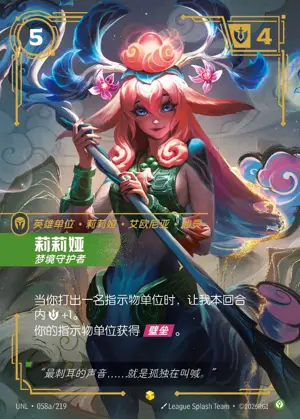 5
4
英雄单位·莉莉娅·艾欧尼亚·
莉莉娅
梦境守护者
当你打出一名指示物单位时，让我本回合
内 +1。
你的指示物单位获得 壁垒。
“最刺耳的声音……就是孤独在叫喊。”
UNL • 058a/219
League Splash Team • ©2026RGI